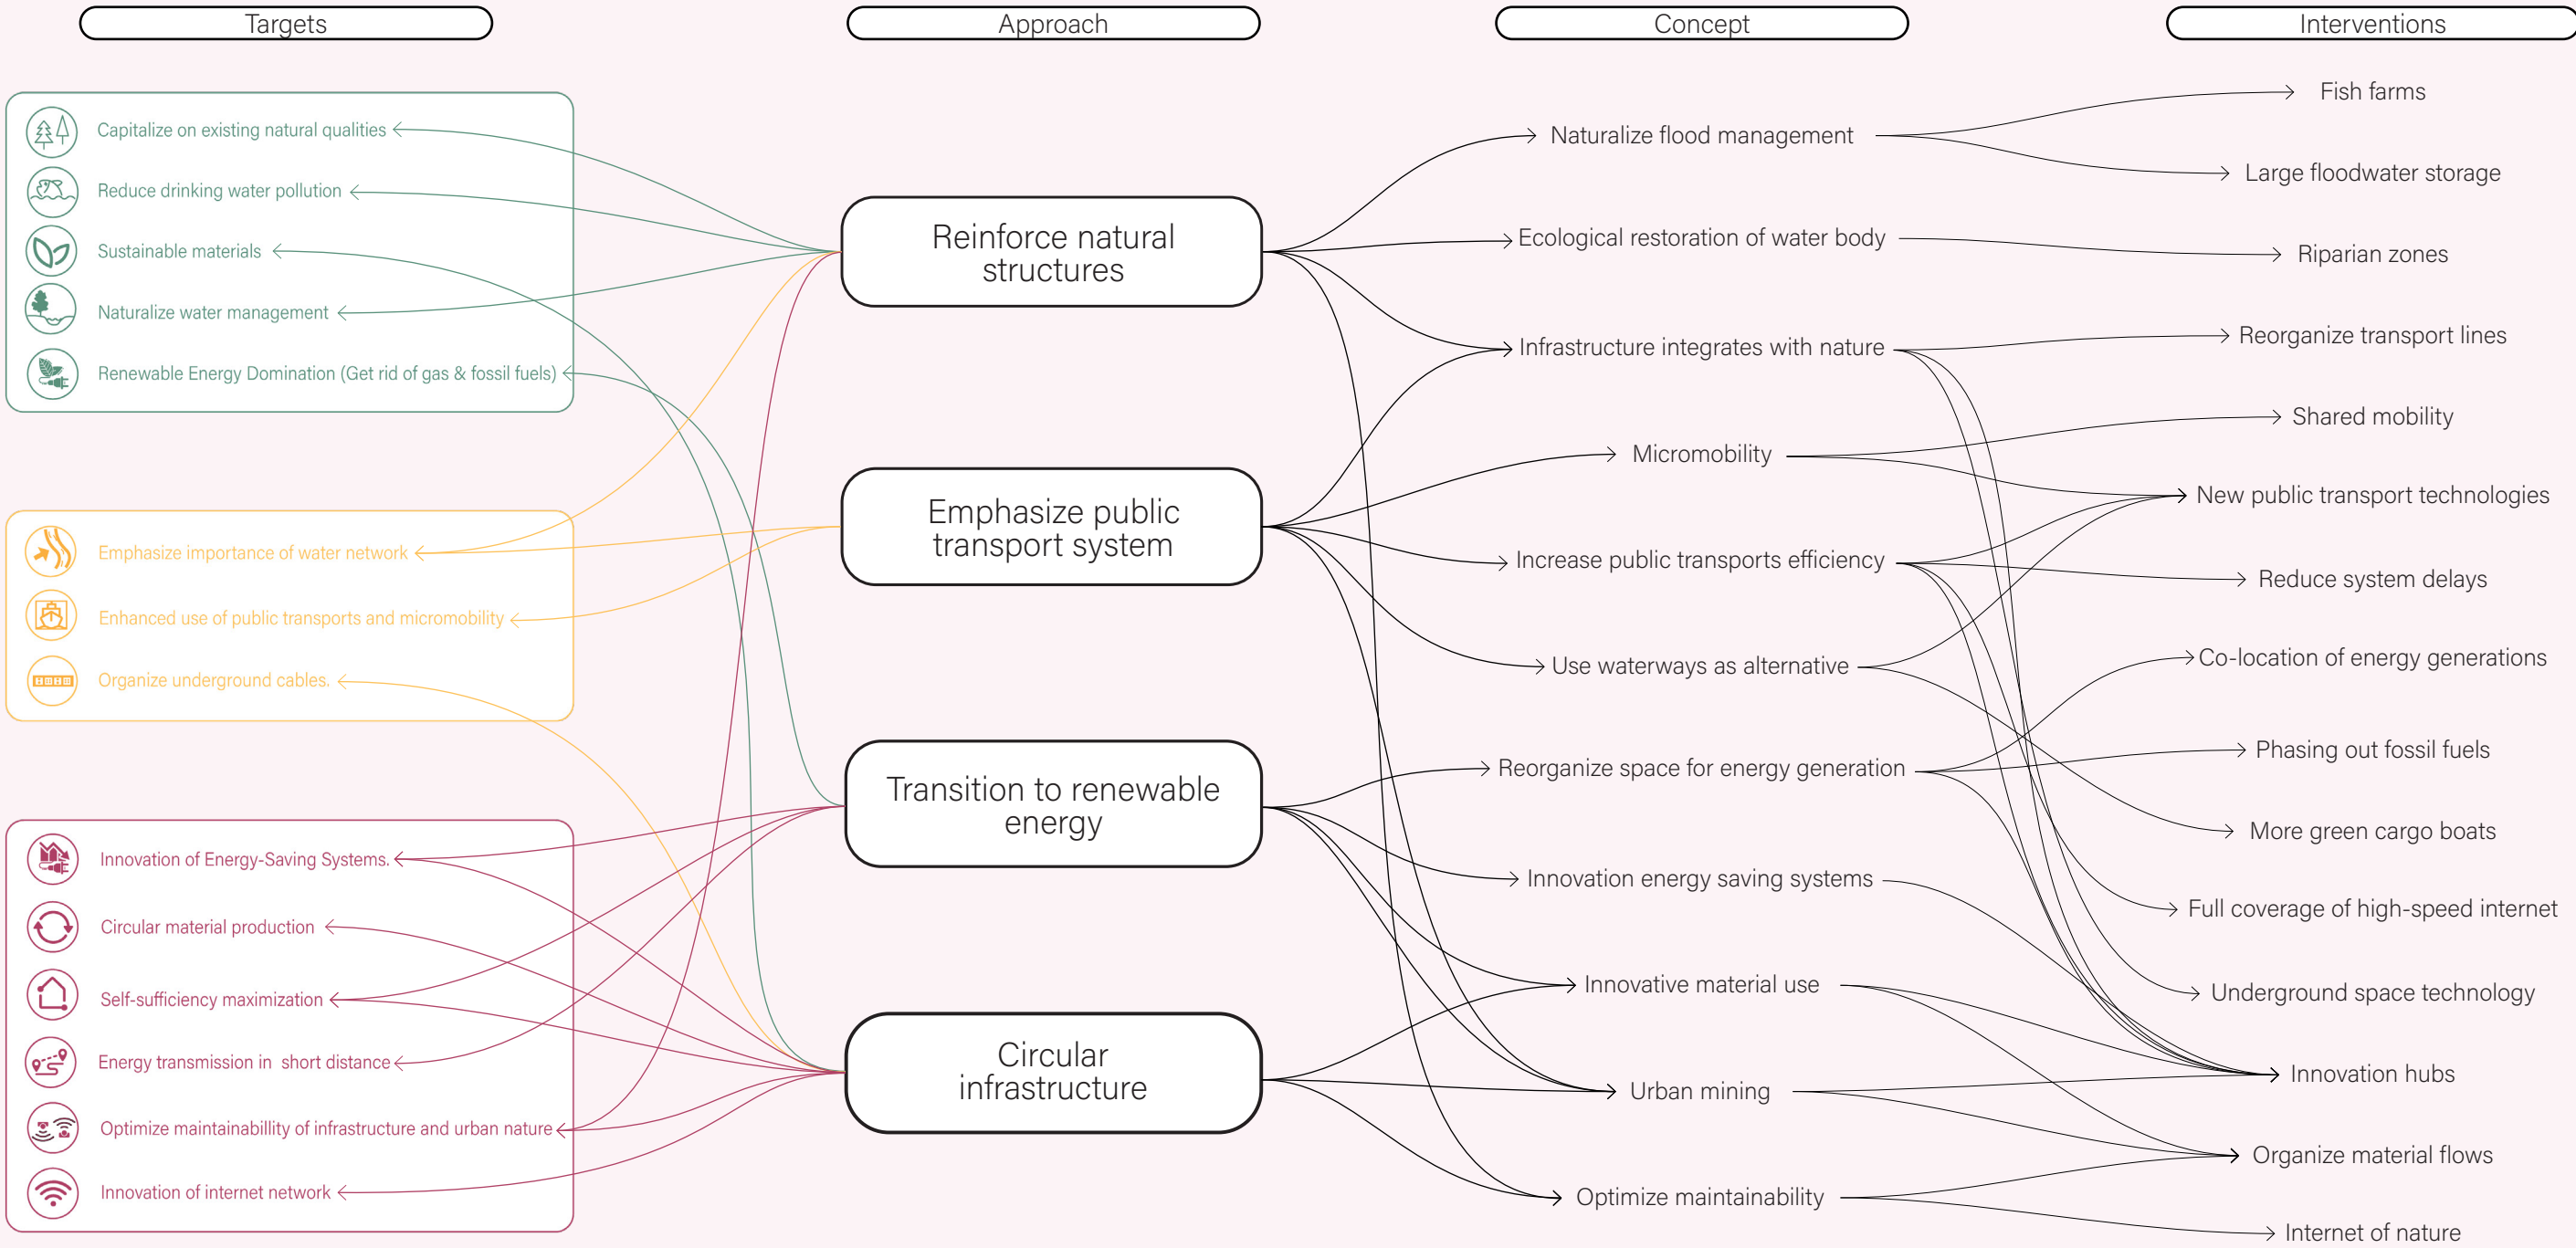 Targets
Approach
Concept
Interventions
Capitalize on existing natural qualities
Reduce drinking water pollution
Sustainable materials
Naturalize water management
Renewable Energy Domination (Get rid of gas & fossil fuels)
Emphasize importance of water network
Enhanced use of public transports and micromobility
Organize underground cables.
Innovation of Energy-Saving Systems.
Circular material production
Self-sufficiency maximization
Energy transmission in short distance
Optimize maintainabillity of infrastructure and urban nature
Innovation of internet network
Reinforce natural
structures
Emphasize public
transport system
Transition to renewable
energy
Circular
infrastructure
Naturalize flood management
Ecological restoration of water body
Infrastructure integrates with nature
Micromobility
Increase public transports efficiency
Use waterways as alternative
Reorganize space for energy generation
Innovation energy saving systems
Innovative material use
Urban mining
Optimize maintainability
Fish farms
Large floodwater storage
Riparian zones
Reorganize transport lines
Shared mobility
New public transport technologies
Reduce system delays
Co-location of energy generations
Phasing out fossil fuels
More green cargo boats
Full coverage of high-speed internet
Underground space technology
Innovation hubs
Organize material flows
Internet of nature